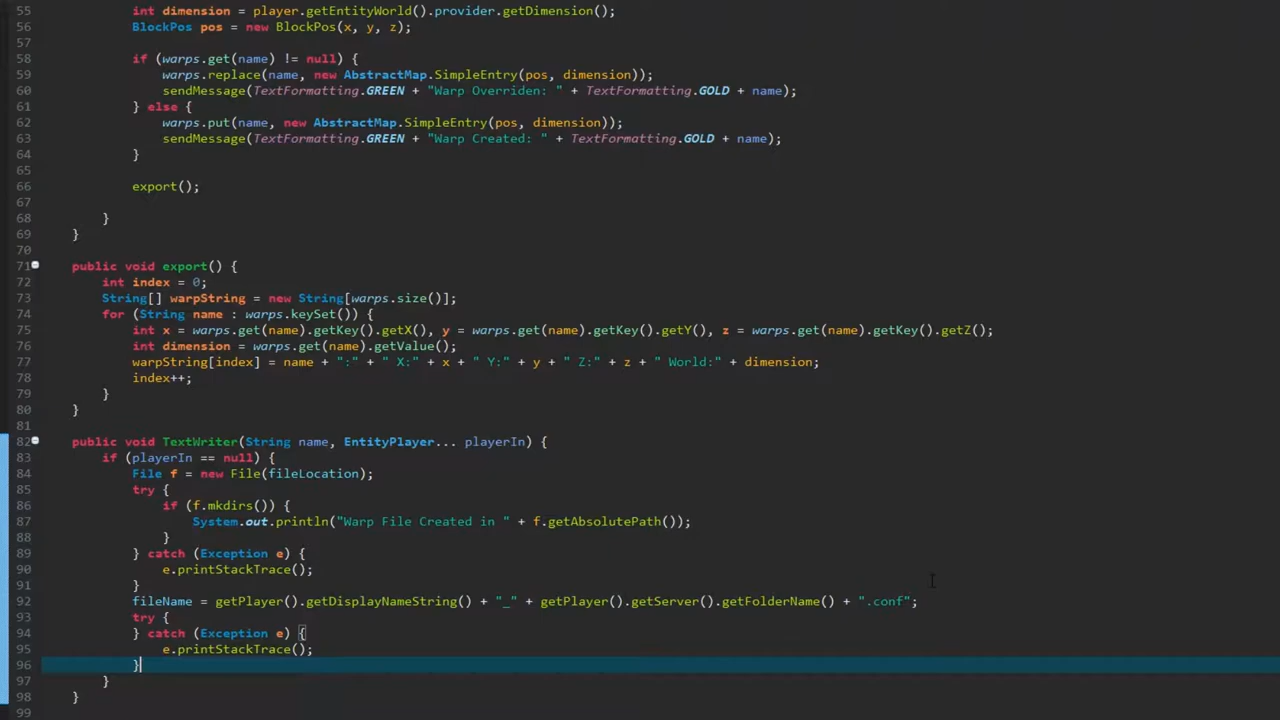 55 int dimension = player.getEntityWorld().provider.getDimension();
56 BlockPos pos = new BlockPos(x, y, z);
57
58 if (warps.get(name) != null) {
59 warps.replace(name, new AbstractMap.SimpleEntry(pos, dimension));
60 sendMessage(TextFormatting.GREEN + "Warp Overriden: " + TextFormatting.GOLD + name);
61 } else {
62 warps.put(name, new AbstractMap.SimpleEntry(pos, dimension));
63 sendMessage(TextFormatting.GREEN + "Warp Created: " + TextFormatting.GOLD + name);
64 }
65
66 export();
67
68 }
69 }
70
71 public void export() {
72 int index = 0;
73 String[] warpString = new String[warps.size()];
74 for (String name : warps.keySet()) {
75 int x = warps.get(name).getKey().getX(), y = warps.get(name).getKey().getY(), z = warps.get(name).getKey().getZ();
76 int dimension = warps.get(name).getValue();
77 warpString[index] = name + ":" + " X:" + x + " Y:" + y + " Z:" + z + " World:" + dimension;
78 index++;
79 }
80 }
81
82 public void TextWriter(String name, EntityPlayer... playerIn) {
83 if (playerIn == null) {
84 File f = new File(fileLocation);
85 try {
86 if (f.mkdirs()) {
87 System.out.println("Warp File Created in " + f.getAbsolutePath());
88 }
89 } catch (Exception e) {
90 e.printStackTrace();
91 }
92 fileName = getPlayer().getDisplayNameString() + "_" + getPlayer().getServer().getFolderName() + ".conf";
93 try {
94 } catch (Exception e) {
95 e.printStackTrace();
96 }
97 }
98 }
99